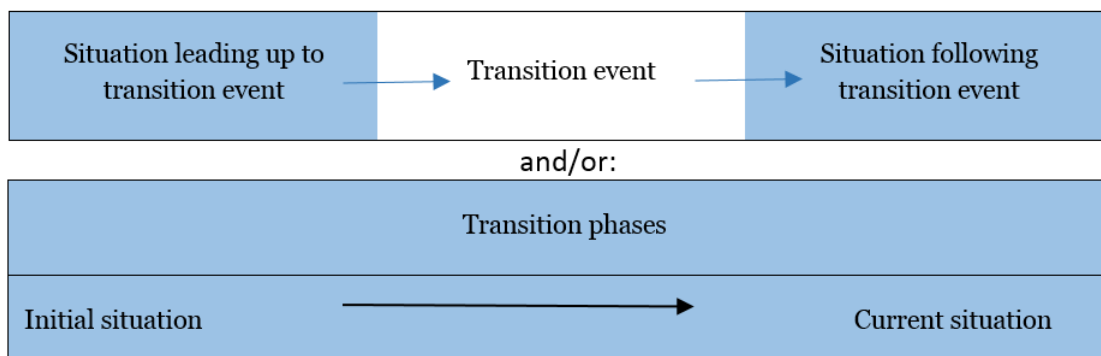 Situation leading up to
transition event
Transition event
Situation following
transition event
and/or:
Transition phases
Initial situation
Current situation